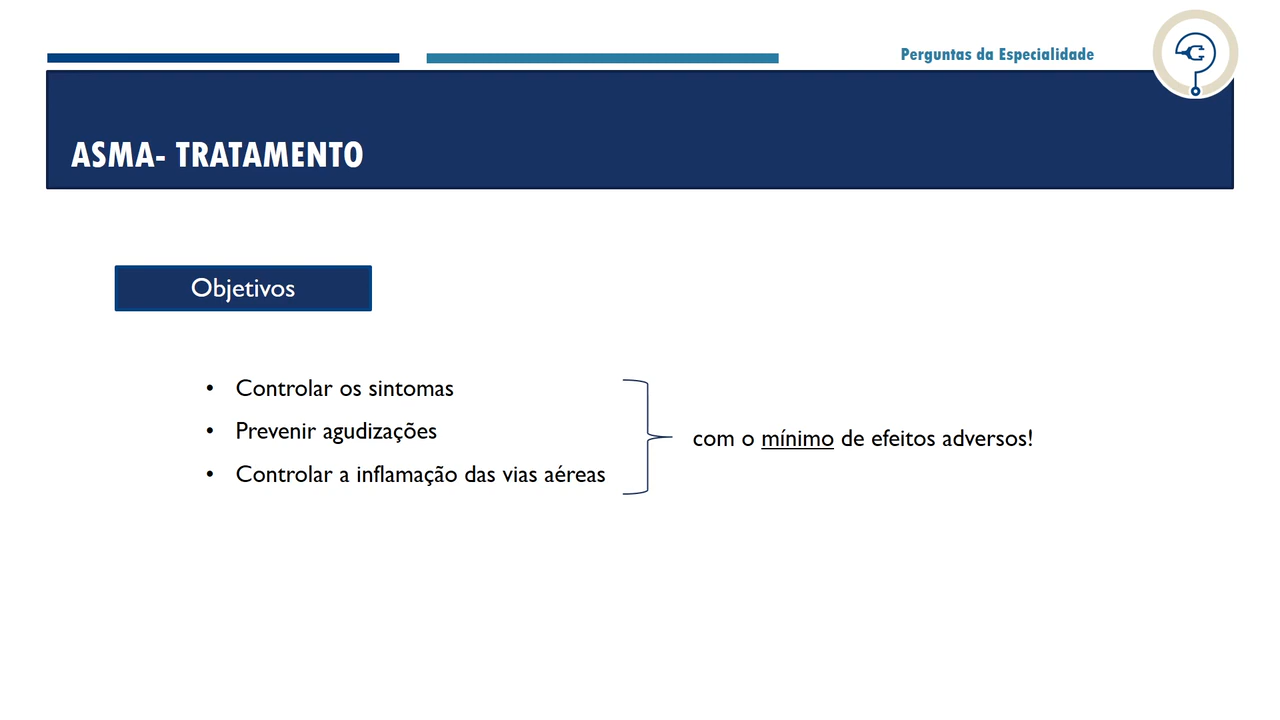 Perguntas da Especialidade
ASMA- TRATAMENTO
Objetivos
• Controlar os sintomas
• Prevenir agudizações
• Controlar a inflamação das vias aéreas
com o mínimo de efeitos adversos!